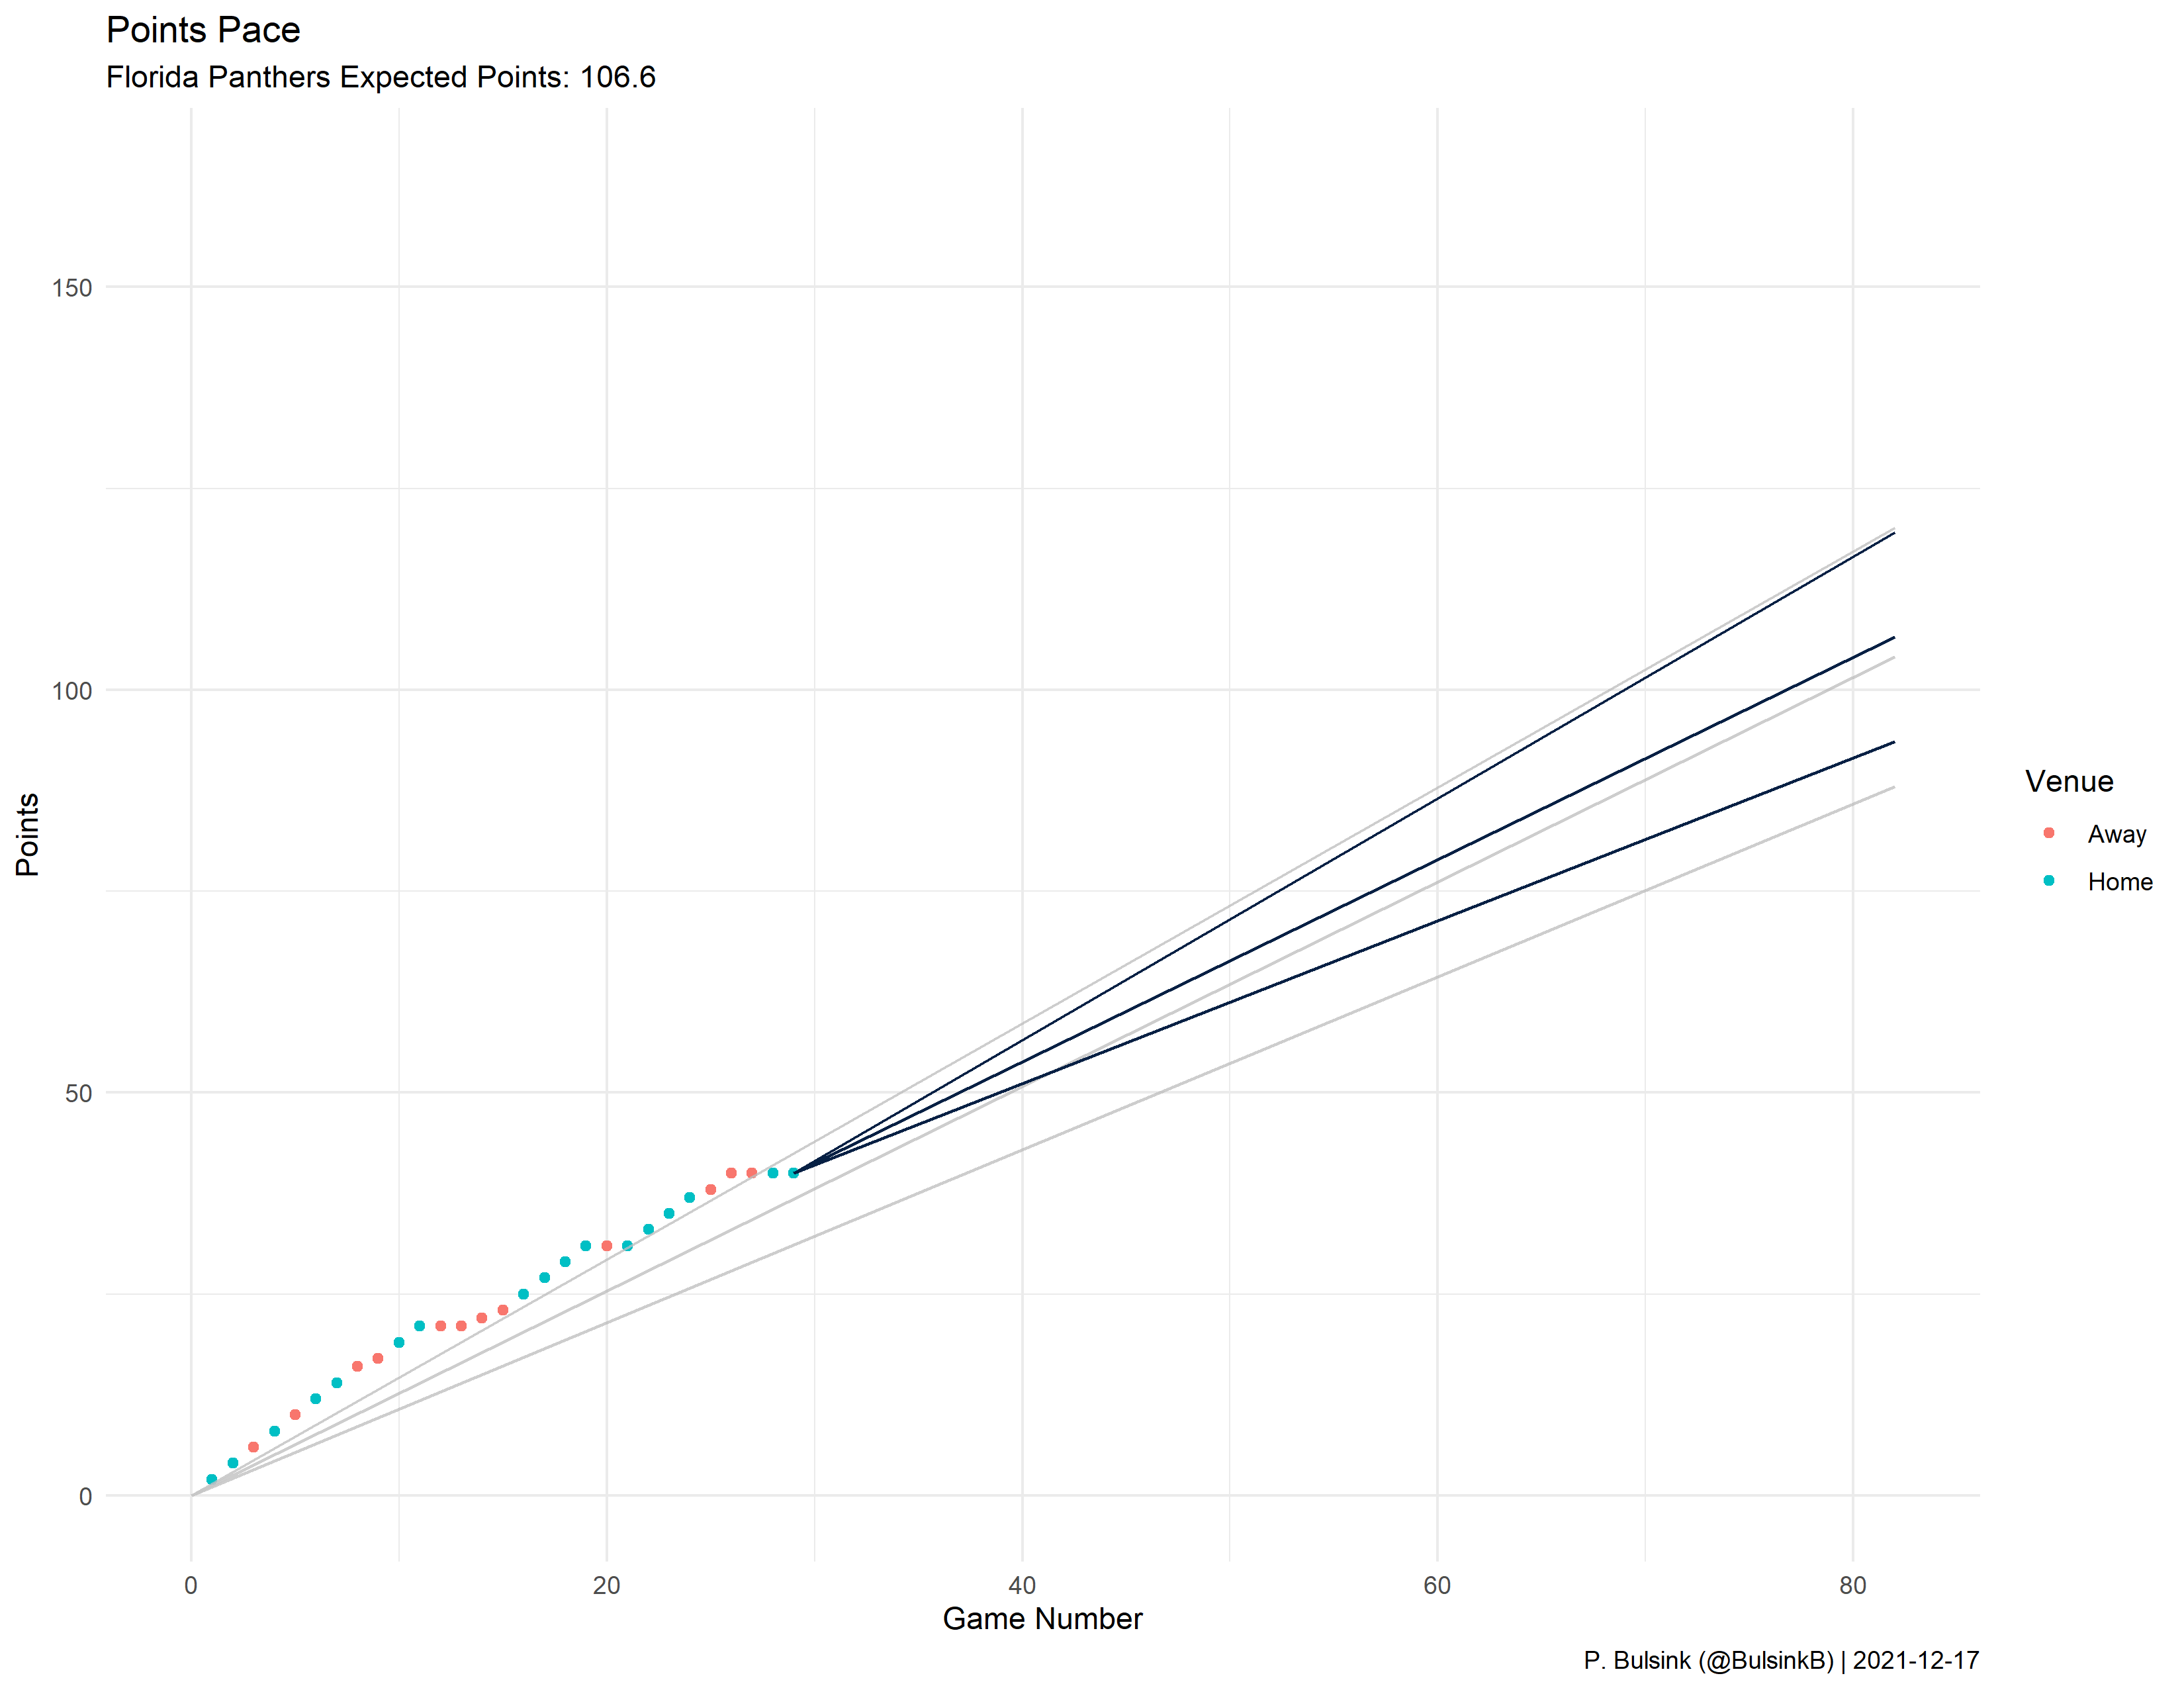 Points Pace
Florida Panthers Expected Points: 106.6
150
100
50
0
Points
0 20 40 60 80
Game Number
Venue
Away
Home
P. Bulsink (@BulsinkB) | 2021-12-17